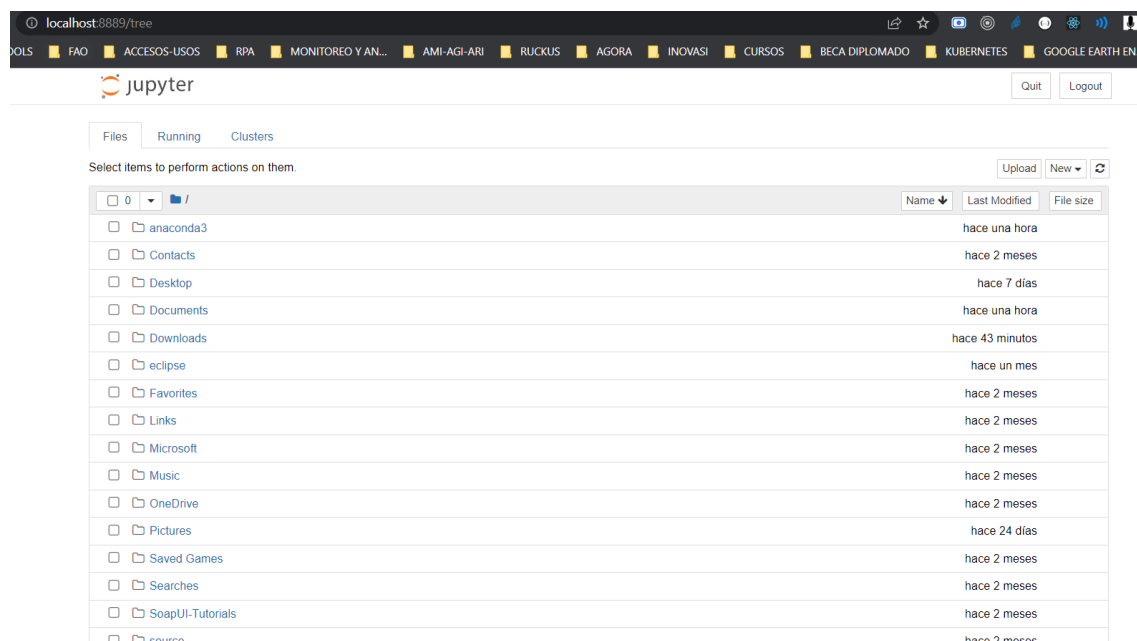 localhost:8889/tree
OOLS FAO ACCESOS-USOS RPA MONITOREO Y AN... AMI-AGI-ARI RUCKUS AGORA INOVASI CURSOS BECA DIPLOMADO KUBERNETES GOOGLE EARTH EN
jupyter Quit Logout
Files Running Clusters
Select items to perform actions on them. Upload New
0 / Name Last Modified File size
anaconda3 hace una hora
Contacts hace 2 meses
Desktop hace 7 días
Documents hace una hora
Downloads hace 43 minutos
eclipse hace un mes
Favorites hace 2 meses
Links hace 2 meses
Microsoft hace 2 meses
Music hace 2 meses
OneDrive hace 2 meses
Pictures hace 24 días
Saved Games hace 2 meses
Searches hace 2 meses
SoapUI-Tutorials hace 2 meses
source hace 2 meses